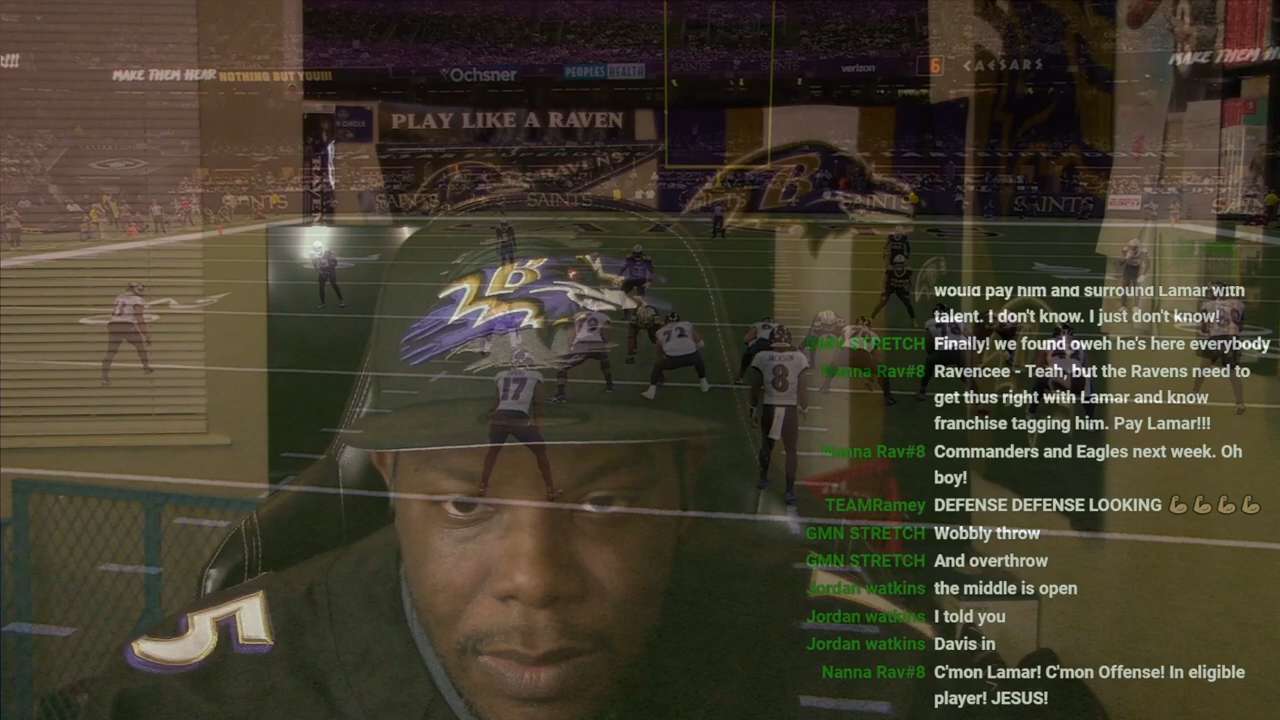 R!!!
MAKE THEM HEAR NOTHING BUT YOU!!!
Ochsner
PEOPLES HEALTH
verizon
6
CAESARS
MAKE THEM H
CIRCLE
PLAY LIKE A RAVEN
RAVENS
SAINTS
SAINTS
SAINTS
SAINTS
SAINTS
ESPN
B
B
72
17
JACKSON
8
5
would pay him and surround Lamar with
talent. I don't know. I just don't know!
GMN STRETCH Finally! we found oweh he's here everybody
Nanna Rav#8 Ravencee - Teah, but the Ravens need to
get thus right with Lamar and know
franchise tagging him. Pay Lamar!!!
Nanna Rav#8 Commanders and Eagles next week. Oh
boy!
TEAMRamey DEFENSE DEFENSE LOOKING 💪🏽💪🏽💪🏽💪🏽
GMN STRETCH Wobbly throw
GMN STRETCH And overthrow
Jordan watkins the middle is open
Jordan watkins I told you
Jordan watkins Davis in
Nanna Rav#8 C'mon Lamar! C'mon Offense! In eligible
player! JESUS!